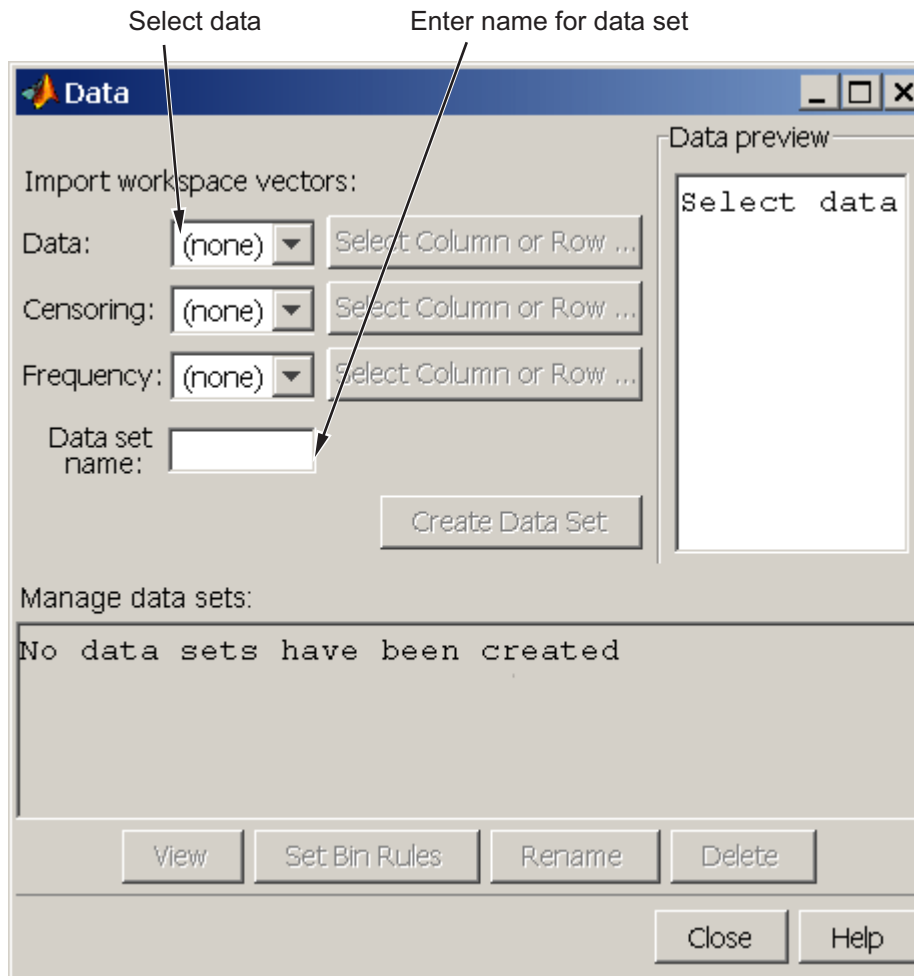 Select data Enter name for data set
Data
Data preview
Import workspace vectors:
Select data
Data: (none) Select Column or Row ...
Censoring: (none) Select Column or Row ...
Frequency: (none) Select Column or Row ...
Data set
name:
Create Data Set
Manage data sets:
No data sets have been created
View Set Bin Rules Rename Delete
Close Help